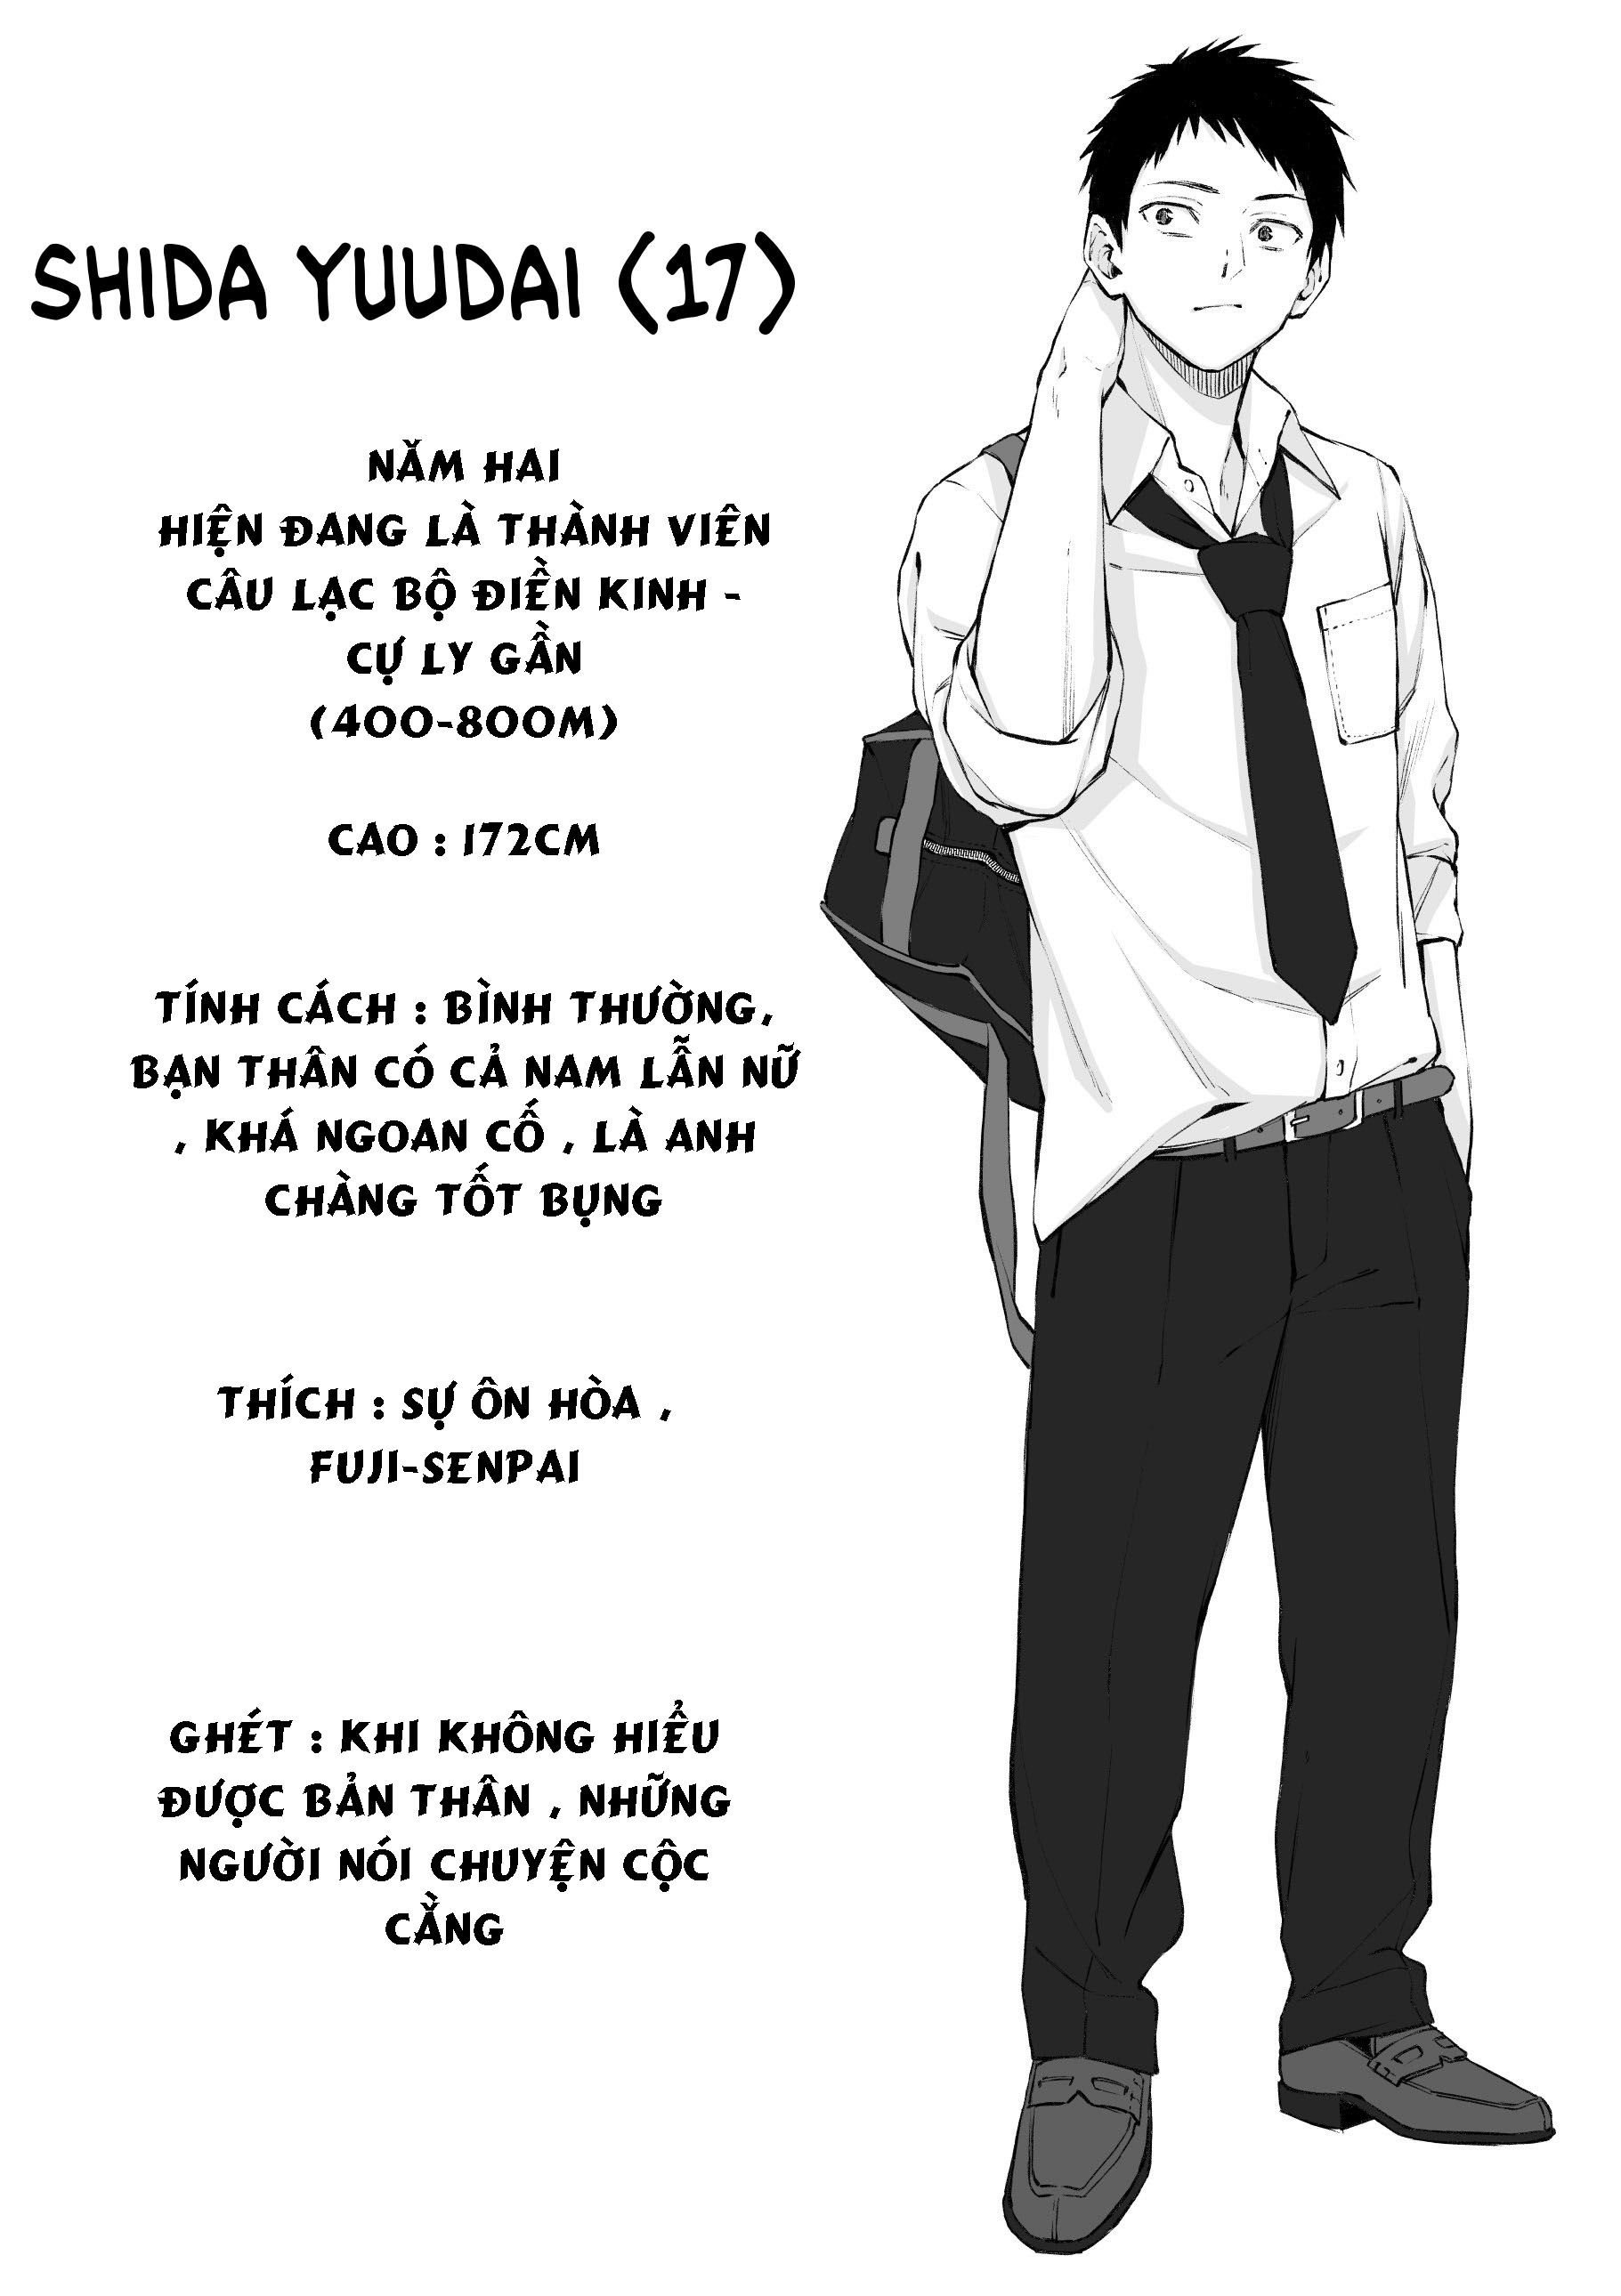 SHIDA YUUDAI (17)
NĂM HAI
HIỆN ĐANG LÀ THÀNH VIÊN
CÂU LẠC BỘ ĐIỀN KINH -
CỰ LY GẦN
(400-800M)
CAO : 172CM
TÍNH CÁCH : BÌNH THƯỜNG,
BẠN THÂN CÓ CẢ NAM LẪN NỮ
, KHÁ NGOAN CỐ , LÀ ANH
CHÀNG TỐT BỤNG
THÍCH : SỰ ÔN HÒA ,
FUJI-SENPAI
GHÉT : KHI KHÔNG HIỂU
ĐƯỢC BẢN THÂN , NHỮNG
NGƯỜI NÓI CHUYỆN CỘC
CẰNG